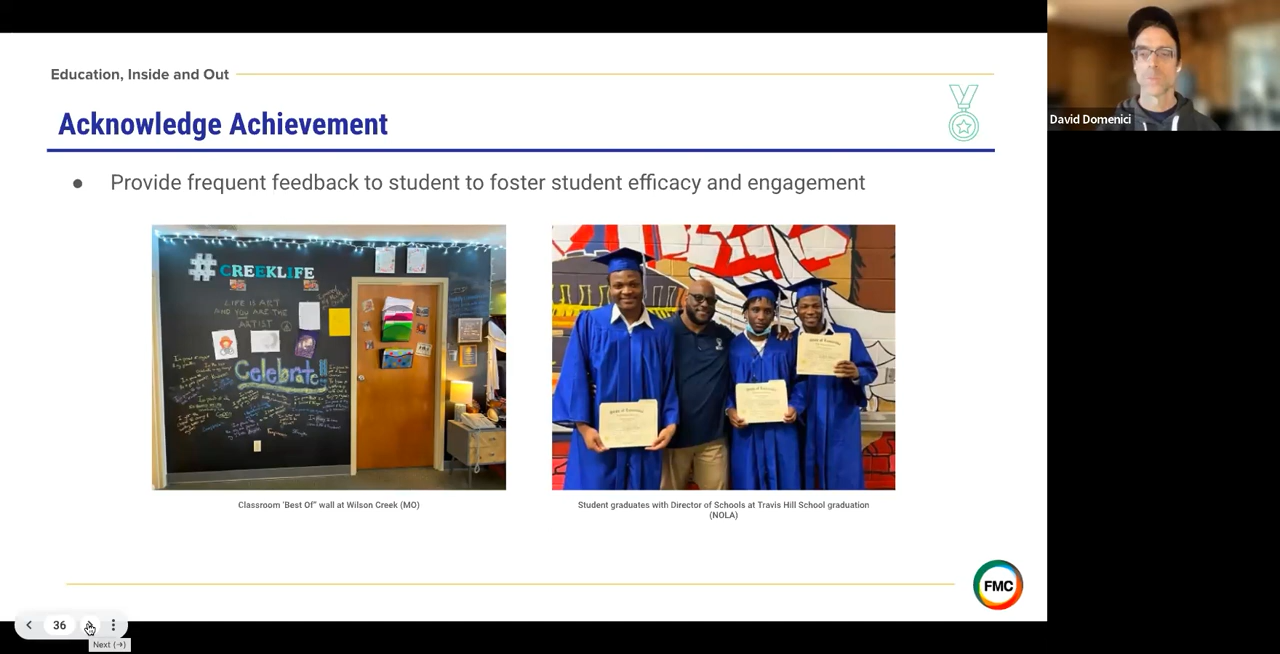 Education, Inside and Out
Acknowledge Achievement
David Domenici
● Provide frequent feedback to student to foster student efficacy and engagement
#CREEKLIFE
LIFE IS ART
AND YOU ARE THE
ARTIST
Celebrate!
Classroom 'Best Of" wall at Wilson Creek (MO)
Student graduates with Director of Schools at Travis Hill School graduation
(NOLA)
FMC
36
Next (→)